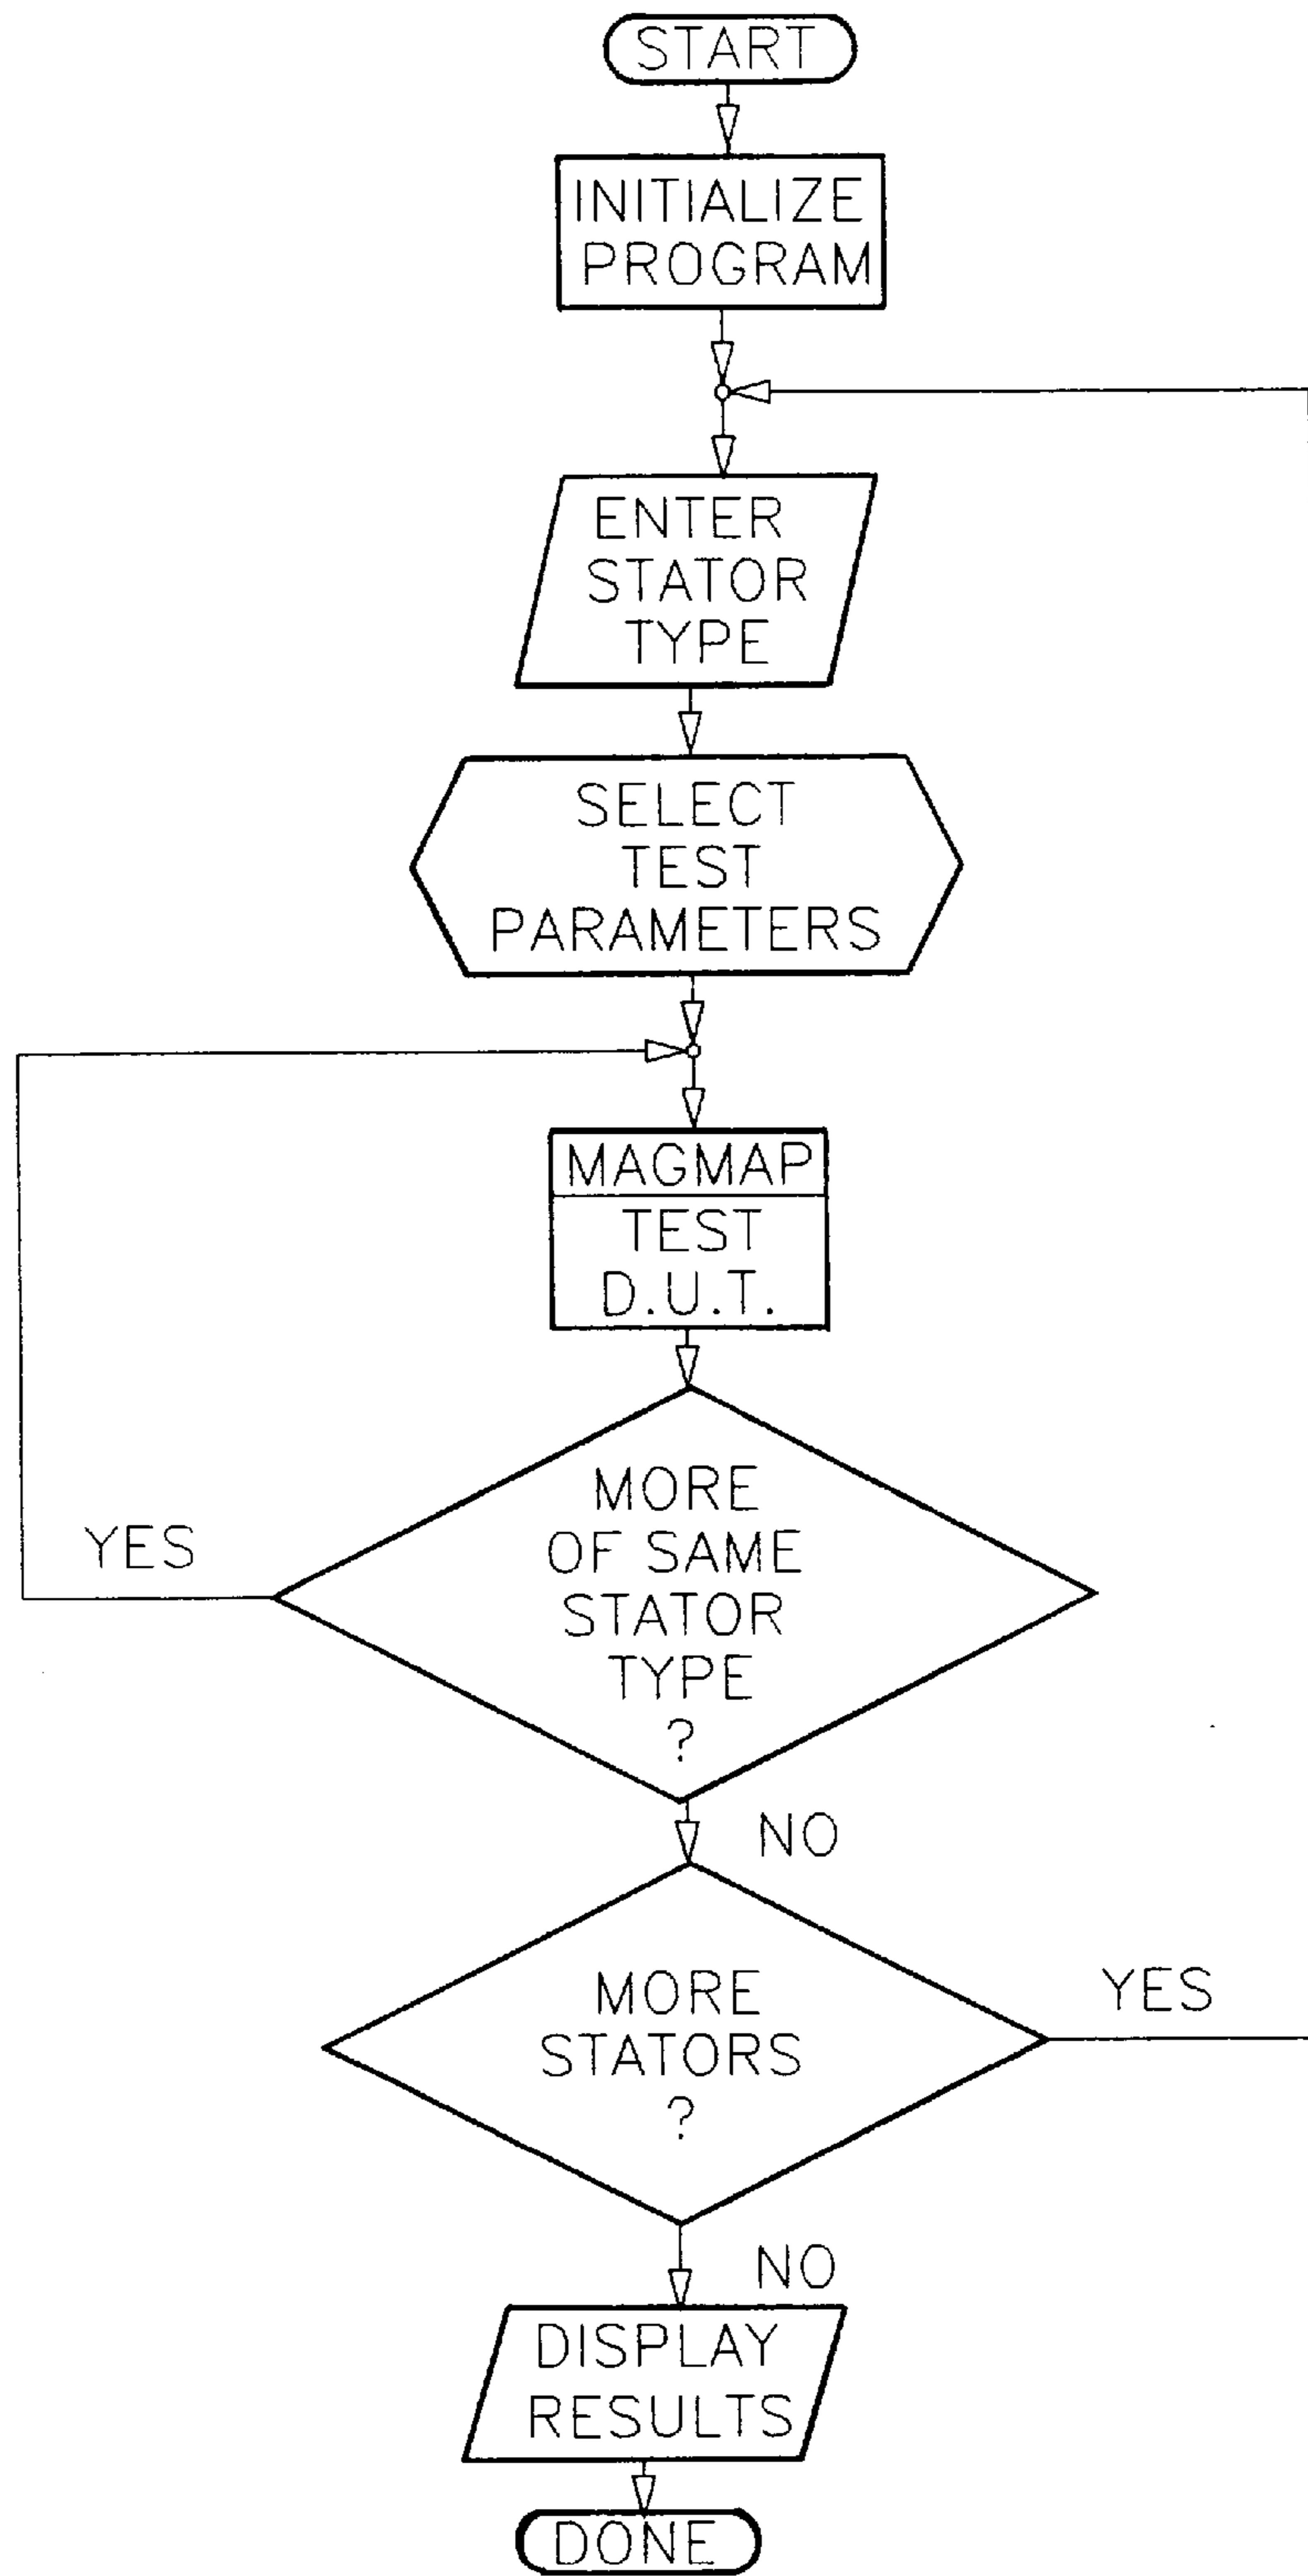 START
INITIALIZE
PROGRAM
ENTER
STATOR
TYPE
SELECT
TEST
PARAMETERS
MAGMAP
TEST
D.U.T.
MORE
OF SAME
STATOR
TYPE
?
YES
NO
MORE
STATORS
?
YES
NO
DISPLAY
RESULTS
DONE